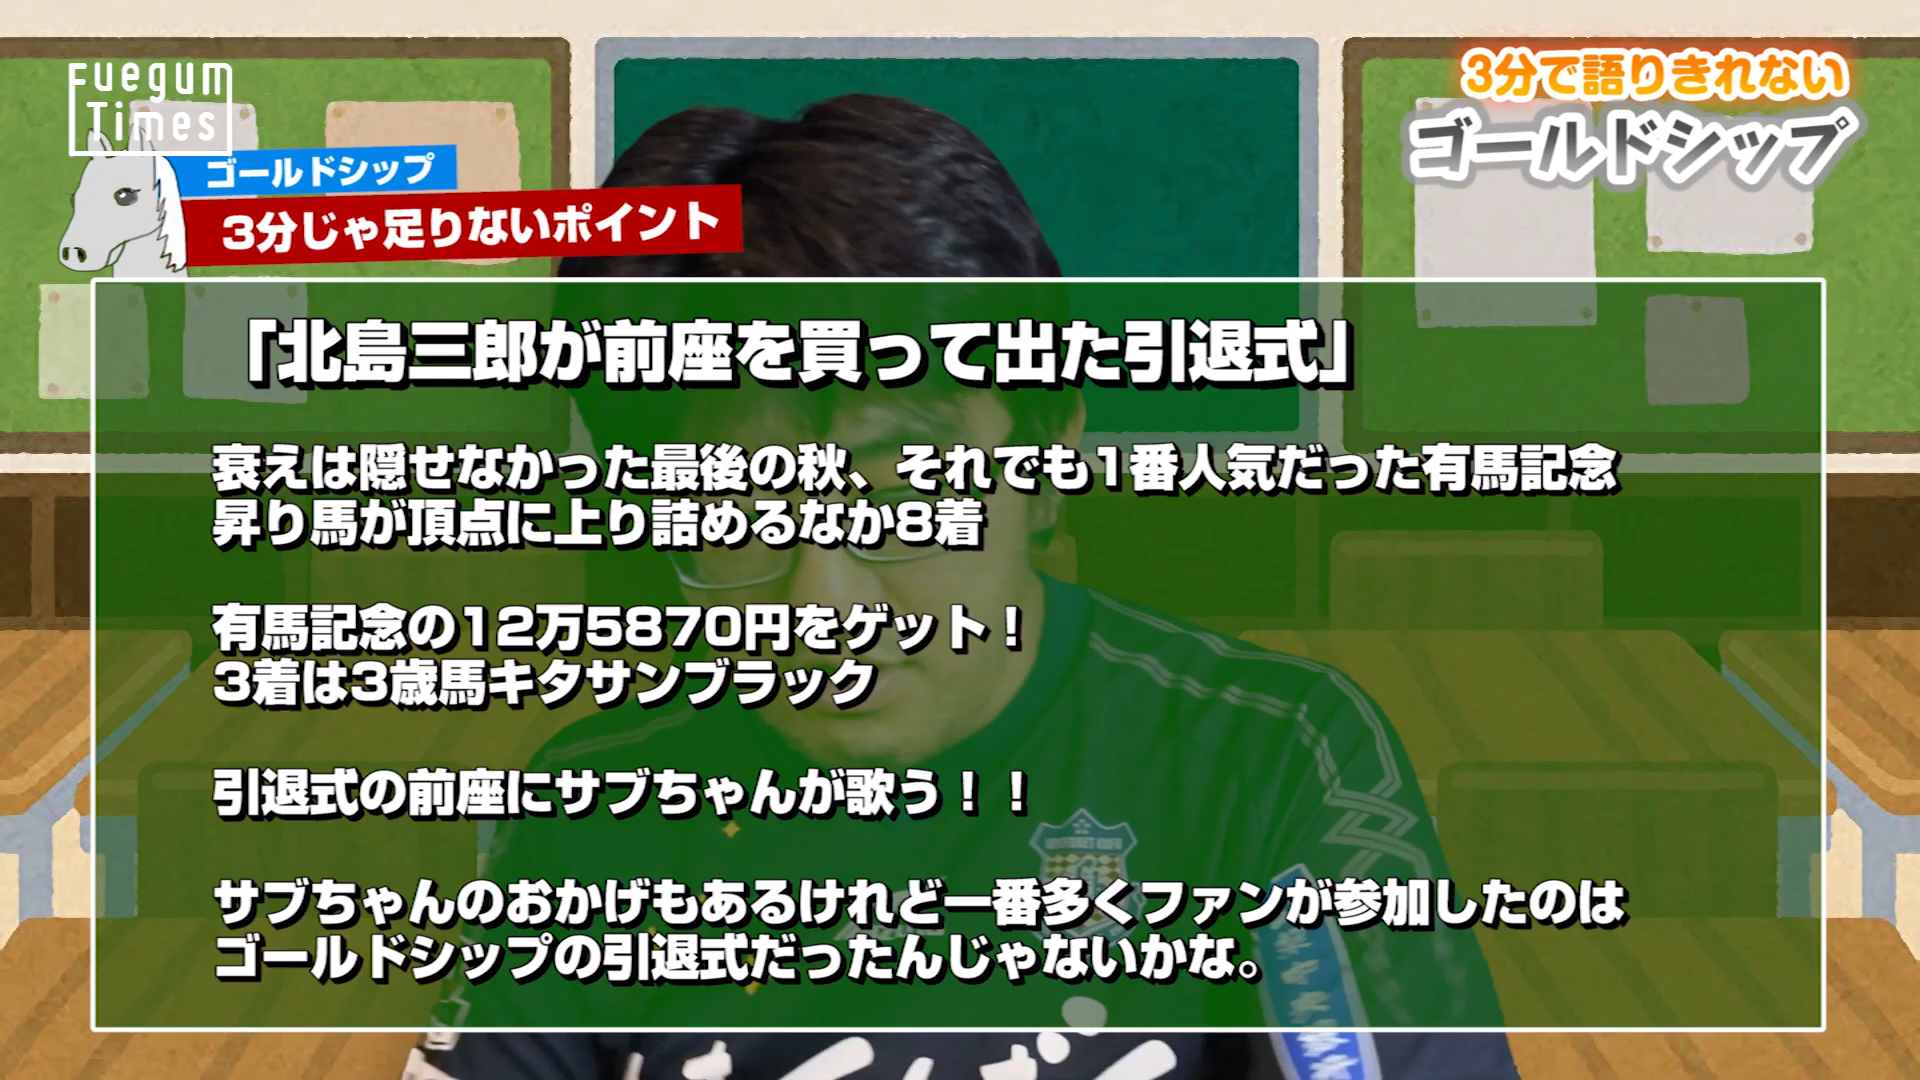 Fuegum
Times
3分で語りきれない
ゴールドシップ
ゴールドシップ
3分じゃ足りないポイント
「北島三郎が前座を買って出た引退式」
衰えは隠せなかった最後の秋、それでも1番人気だった有馬記念
昇り馬が頂点に上り詰めるなか8着
有馬記念の12万5870円をゲット！
3着は3歳馬キタサンブラック
引退式の前座にサブちゃんが歌う！！
サブちゃんのおかげもあるけれど一番多くファンが参加したのは
ゴールドシップの引退式だったんじゃないかな。